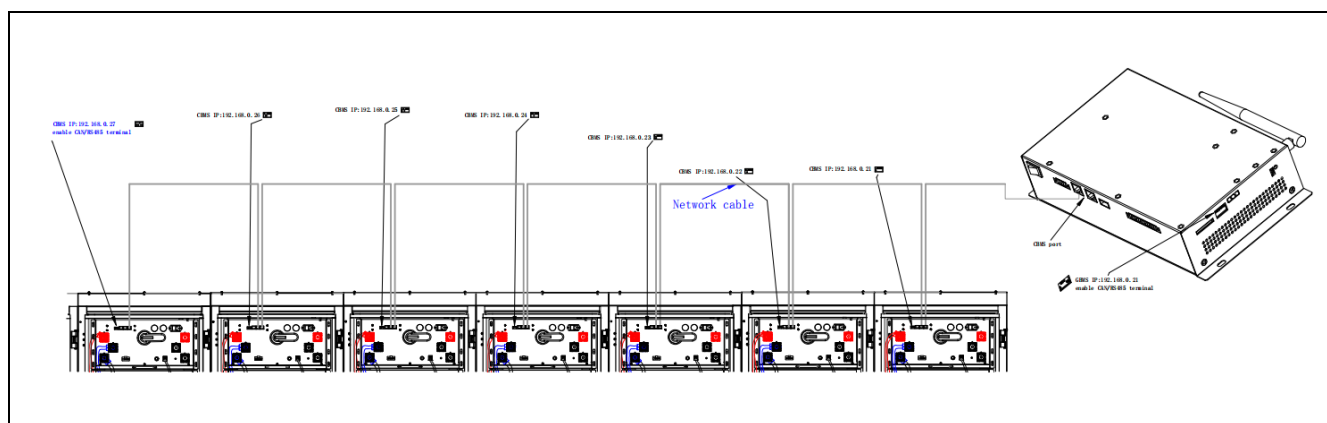 CBMS IP:192.168.0.27
enable CAN/RS485 terminal
CBMS IP:192.168.0.26
CBMS IP:192.168.0.25
CBMS IP:192.168.0.24
CBMS IP:192.168.0.23
CBMS IP:192.168.0.22
CBMS IP:192.168.0.21
Network cable
CBMS port
GBMS IP:192.168.0.21
enable CAN/RS485 terminal